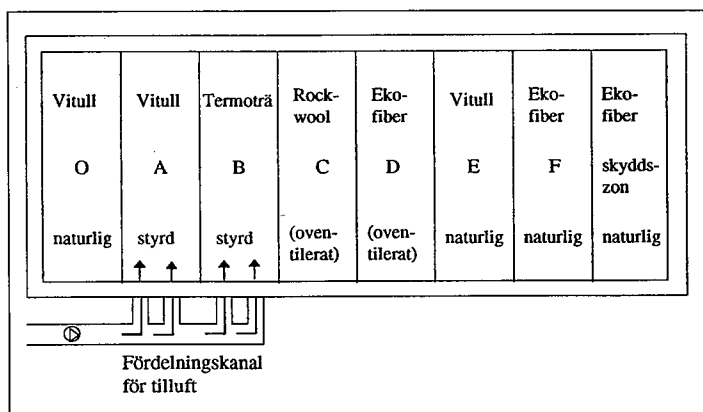 Vitull
O
naturlig
Vitull
A
styrd
Termoträ
B
styrd
Rock-
wool
C
(oven-
tilerat)
Eko-
fiber
D
(oven-
tilerat)
Vitull
E
naturlig
Eko-
fiber
F
naturlig
Eko-
fiber
skydds-
zon
naturlig
Fördelningskanal
för tilluft